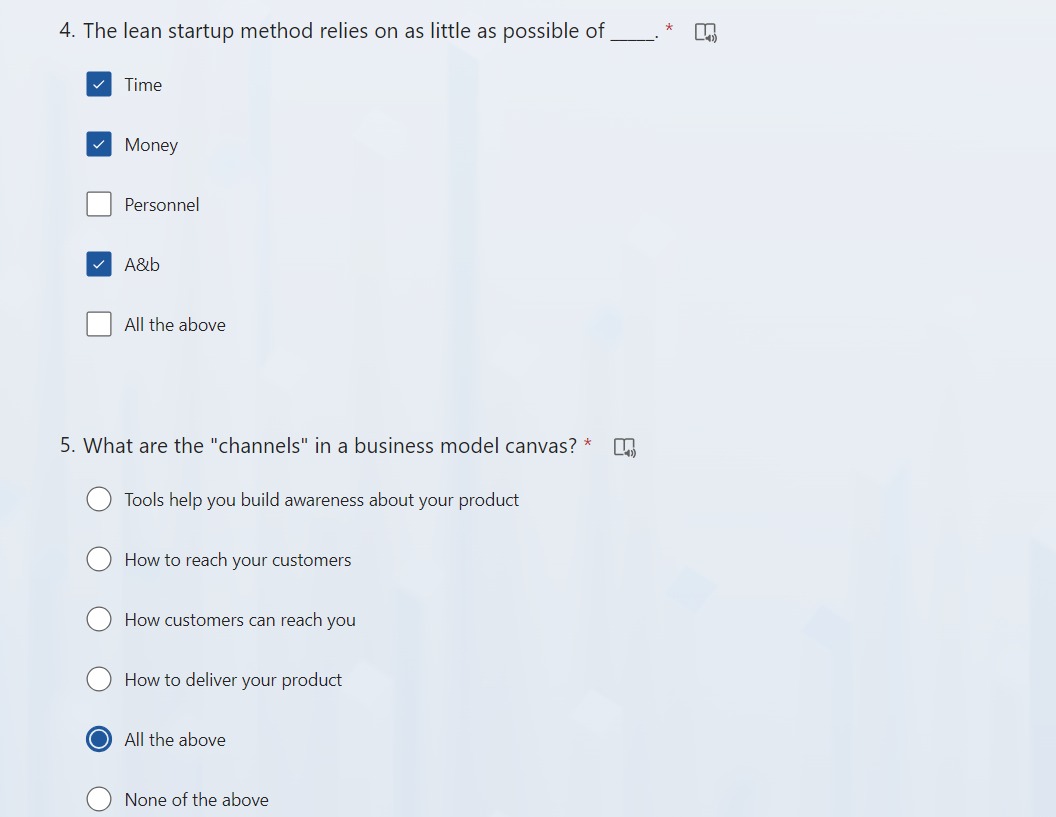 4. The lean startup method relies on as little as possible of _____. *
Time
Money
Personnel
A&b
All the above
5. What are the "channels" in a business model canvas? *
Tools help you build awareness about your product
How to reach your customers
How customers can reach you
How to deliver your product
All the above
None of the above